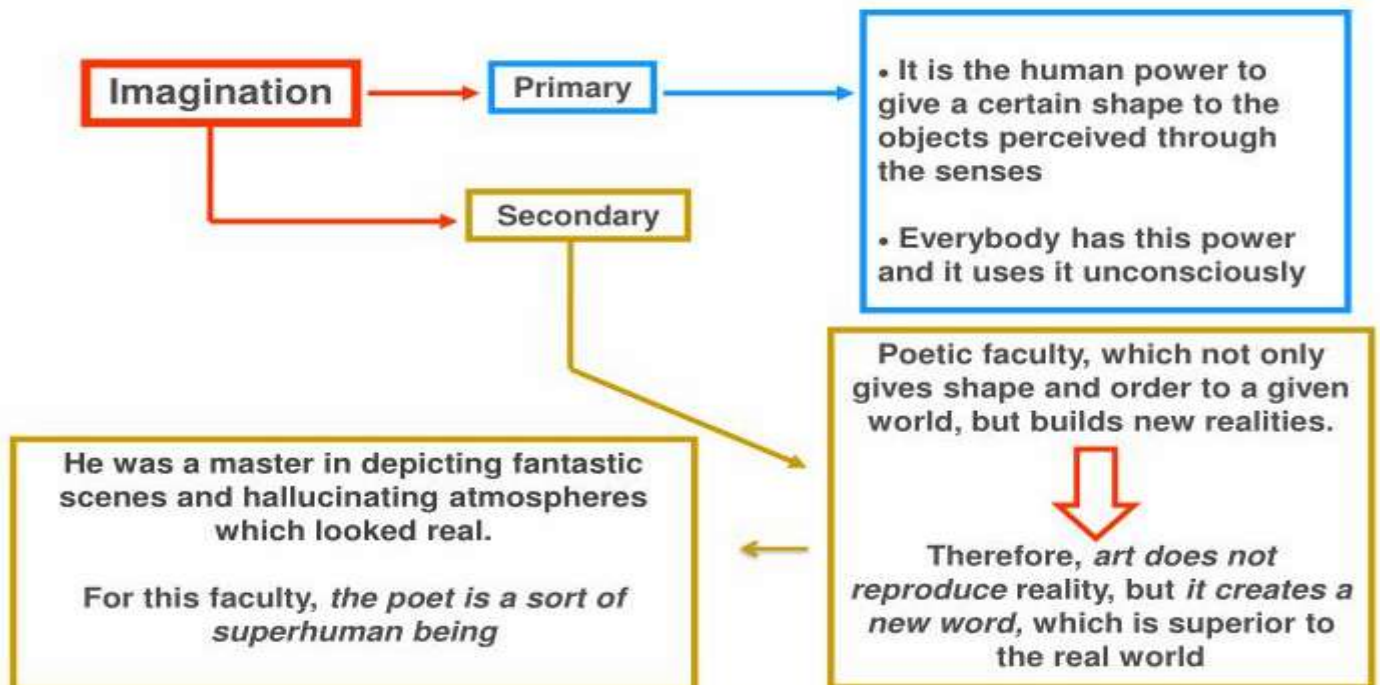 Imagination
Primary
• It is the human power to
give a certain shape to the
objects perceived through
the senses
• Everybody has this power
and it uses it unconsciously
Secondary
Poetic faculty, which not only
gives shape and order to a given
world, but builds new realities.
Therefore, art does not
reproduce reality, but it creates a
new word, which is superior to
the real world
He was a master in depicting fantastic
scenes and hallucinating atmospheres
which looked real.
For this faculty, the poet is a sort of
superhuman being